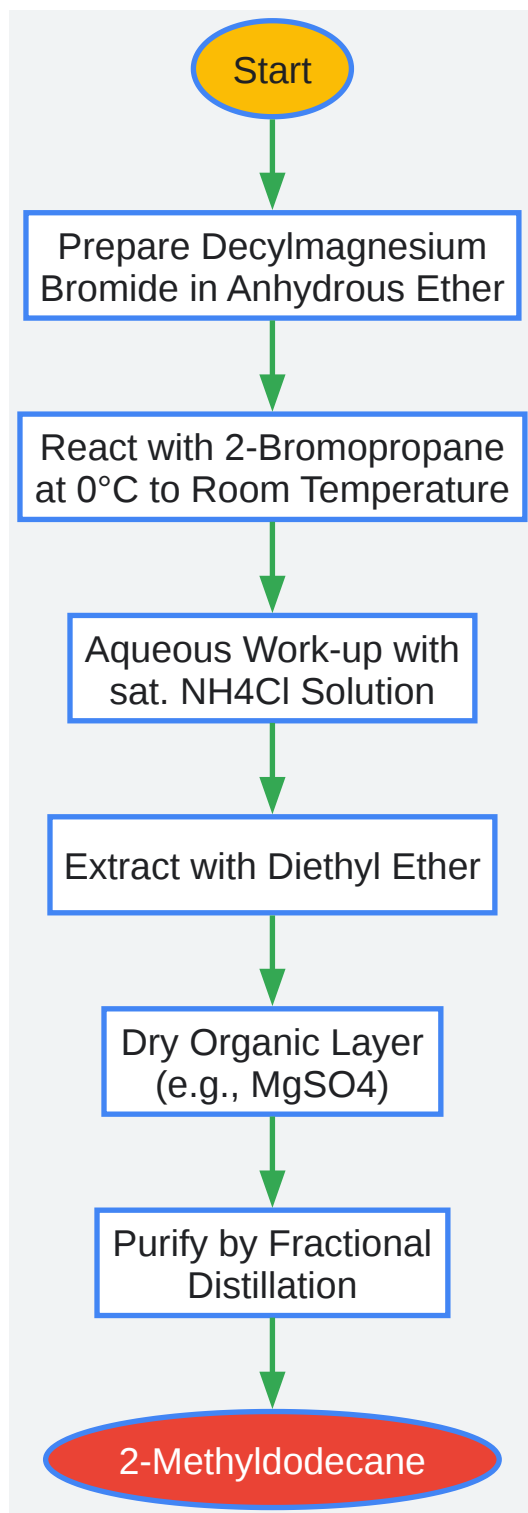 Start
Prepare Decylmagnesium
Bromide in Anhydrous Ether
React with 2-Bromopropane
at 0°C to Room Temperature
Aqueous Work-up with
sat. NH4Cl Solution
Extract with Diethyl Ether
Dry Organic Layer
(e.g., MgSO4)
Purify by Fractional
Distillation
2-Methyldodecane